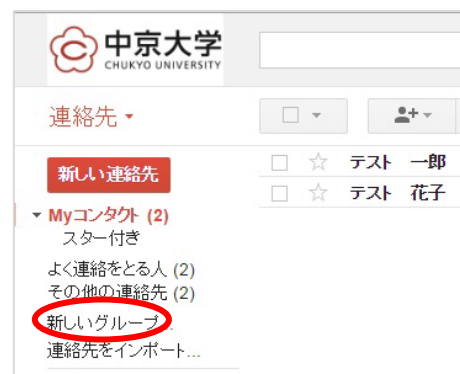 中京大学
CHUKYO UNIVERSITY
連絡先
新しい連絡先
テスト 一郎
Myコンタクト (2)
テスト 花子
スター付き
よく連絡をとる人 (2)
その他の連絡先 (2)
新しいグループ...
連絡先をインポート...